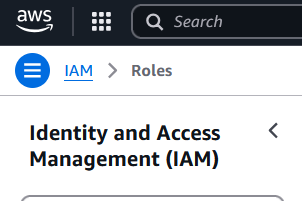 aws
Search
IAM > Roles
Identity and Access
Management (IAM)